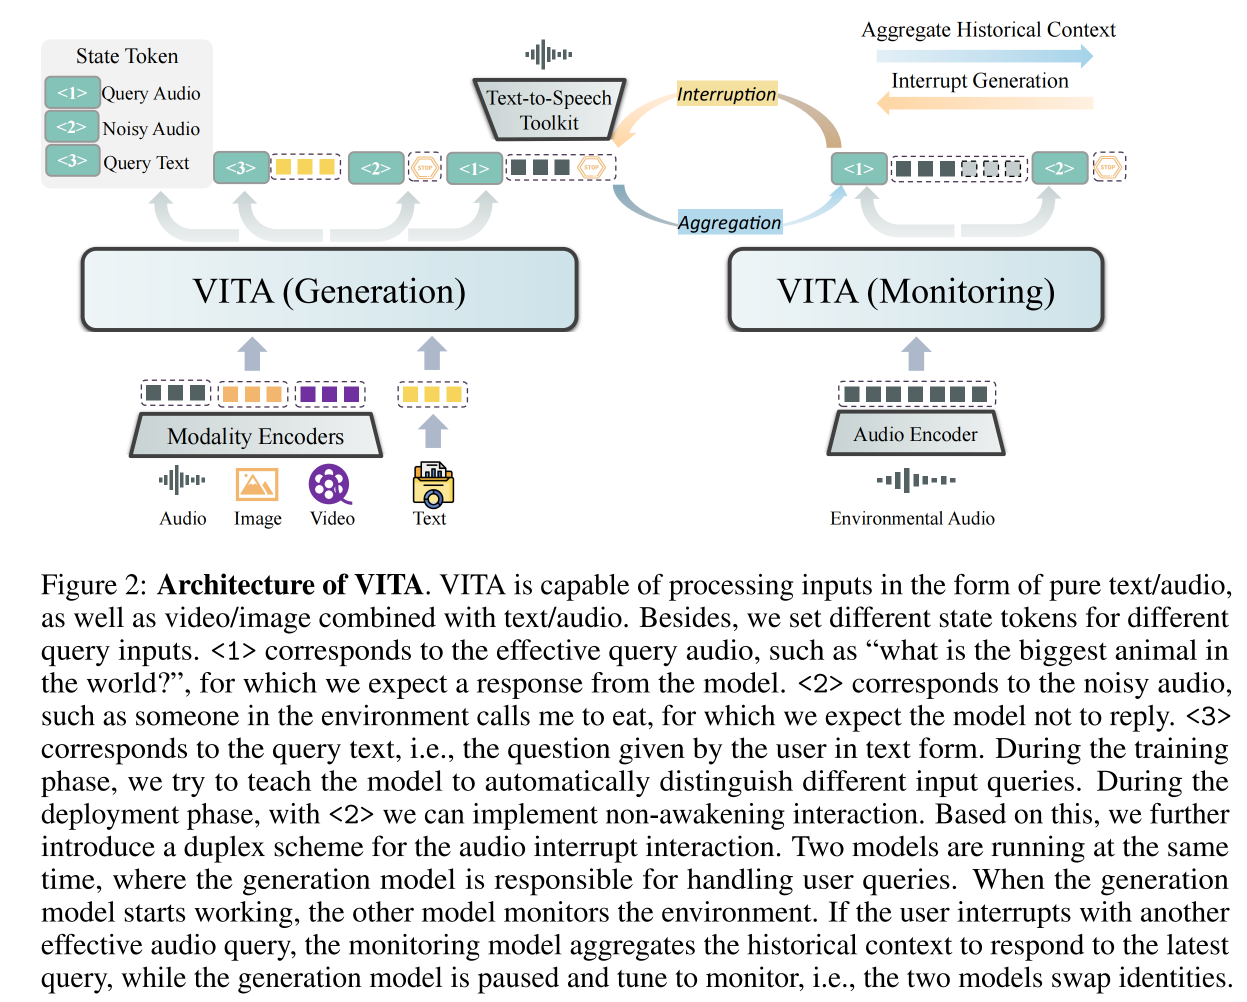 Aggregate Historical Context
Interrupt Generation
State Token
<1> Query Audio
<2> Noisy Audio
<3> Query Text
Text-to-Speech
Toolkit
Interruption
Aggregation
<3>
<2>
STOP
<1>
STOP
<1>
<2>
STOP
VITA (Generation)
VITA (Monitoring)
Modality Encoders
Audio Encoder
Audio
Image
Video
Text
Environmental Audio
Figure 2: Architecture of VITA. VITA is capable of processing inputs in the form of pure text/audio,
as well as video/image combined with text/audio. Besides, we set different state tokens for different
query inputs. <1> corresponds to the effective query audio, such as “what is the biggest animal in
the world?”, for which we expect a response from the model. <2> corresponds to the noisy audio,
such as someone in the environment calls me to eat, for which we expect the model not to reply. <3>
corresponds to the query text, i.e., the question given by the user in text form. During the training
phase, we try to teach the model to automatically distinguish different input queries. During the
deployment phase, with <2> we can implement non-awakening interaction. Based on this, we further
introduce a duplex scheme for the audio interrupt interaction. Two models are running at the same
time, where the generation model is responsible for handling user queries. When the generation
model starts working, the other model monitors the environment. If the user interrupts with another
effective audio query, the monitoring model aggregates the historical context to respond to the latest
query, while the generation model is paused and tune to monitor, i.e., the two models swap identities.